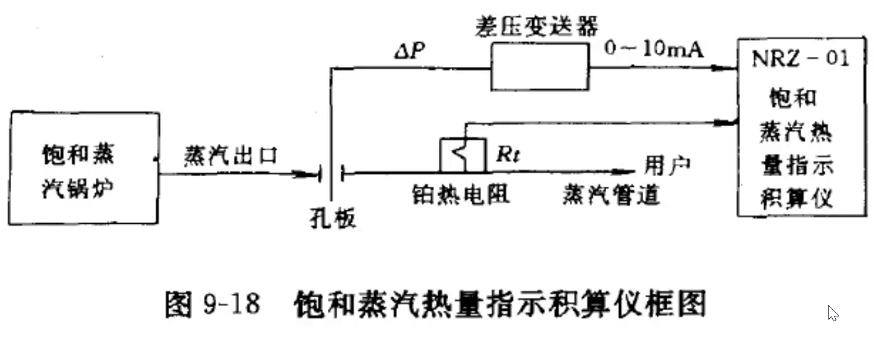 差压变送器
ΔP
0～10mA
NRZ－01
饱和
蒸汽热
量指示
积算仪
饱和蒸
汽锅炉
蒸汽出口
孔板
Rt
铂热电阻
蒸汽管道
用户
图 9-18 饱和蒸汽热量指示积算仪框图